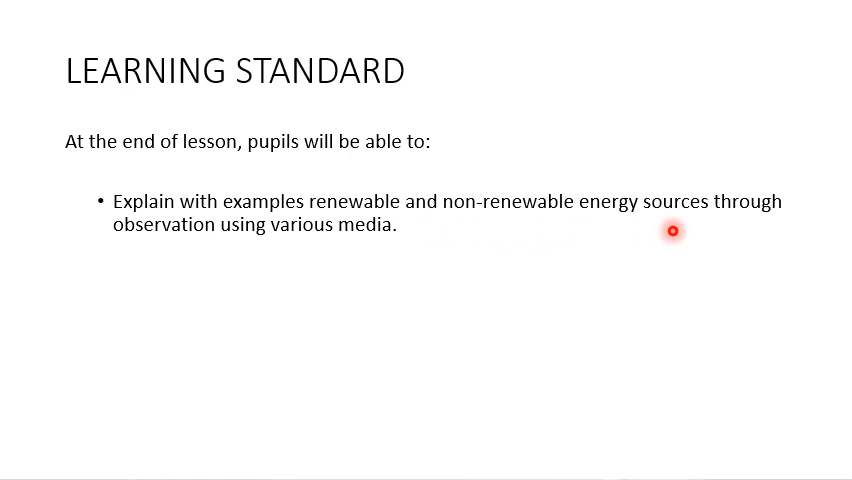 LEARNING STANDARD
At the end of lesson, pupils will be able to:
• Explain with examples renewable and non-renewable energy sources through
observation using various media.